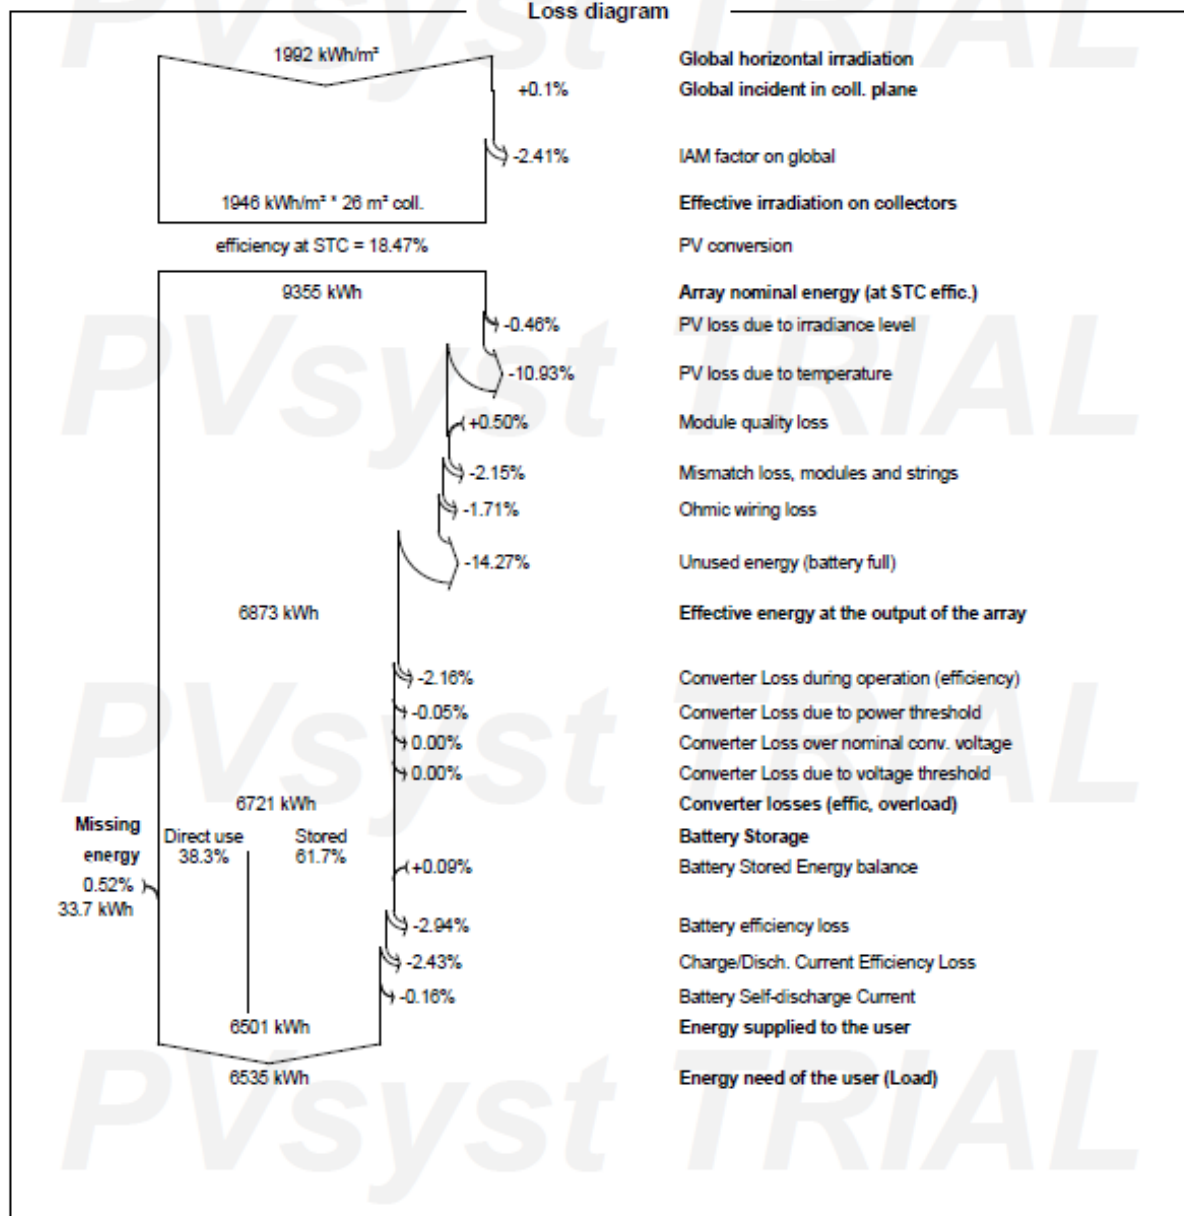 Loss diagram
1992 kWh/m² Global horizontal irradiation
+0.1% Global incident in coll. plane
-2.41% IAM factor on global
1946 kWh/m² * 26 m² coll. Effective irradiation on collectors
efficiency at STC = 18.47% PV conversion
9355 kWh Array nominal energy (at STC effic.)
-0.46% PV loss due to irradiance level
-10.93% PV loss due to temperature
+0.50% Module quality loss
-2.15% Mismatch loss, modules and strings
-1.71% Ohmic wiring loss
-14.27% Unused energy (battery full)
6873 kWh Effective energy at the output of the array
-2.16% Converter Loss during operation (efficiency)
-0.05% Converter Loss due to power threshold
0.00% Converter Loss over nominal conv. voltage
0.00% Converter Loss due to voltage threshold
6721 kWh Converter losses (effic, overload)
Missing Direct use Stored Battery Storage
energy 38.3% 61.7% +0.09% Battery Stored Energy balance
0.52%
33.7 kWh
-2.94% Battery efficiency loss
-2.43% Charge/Disch. Current Efficiency Loss
-0.16% Battery Self-discharge Current
6501 kWh Energy supplied to the user
6535 kWh Energy need of the user (Load)
PVsyst TRIAL
PVsyst TRIAL
PVsyst TRIAL
PVsyst TRIAL